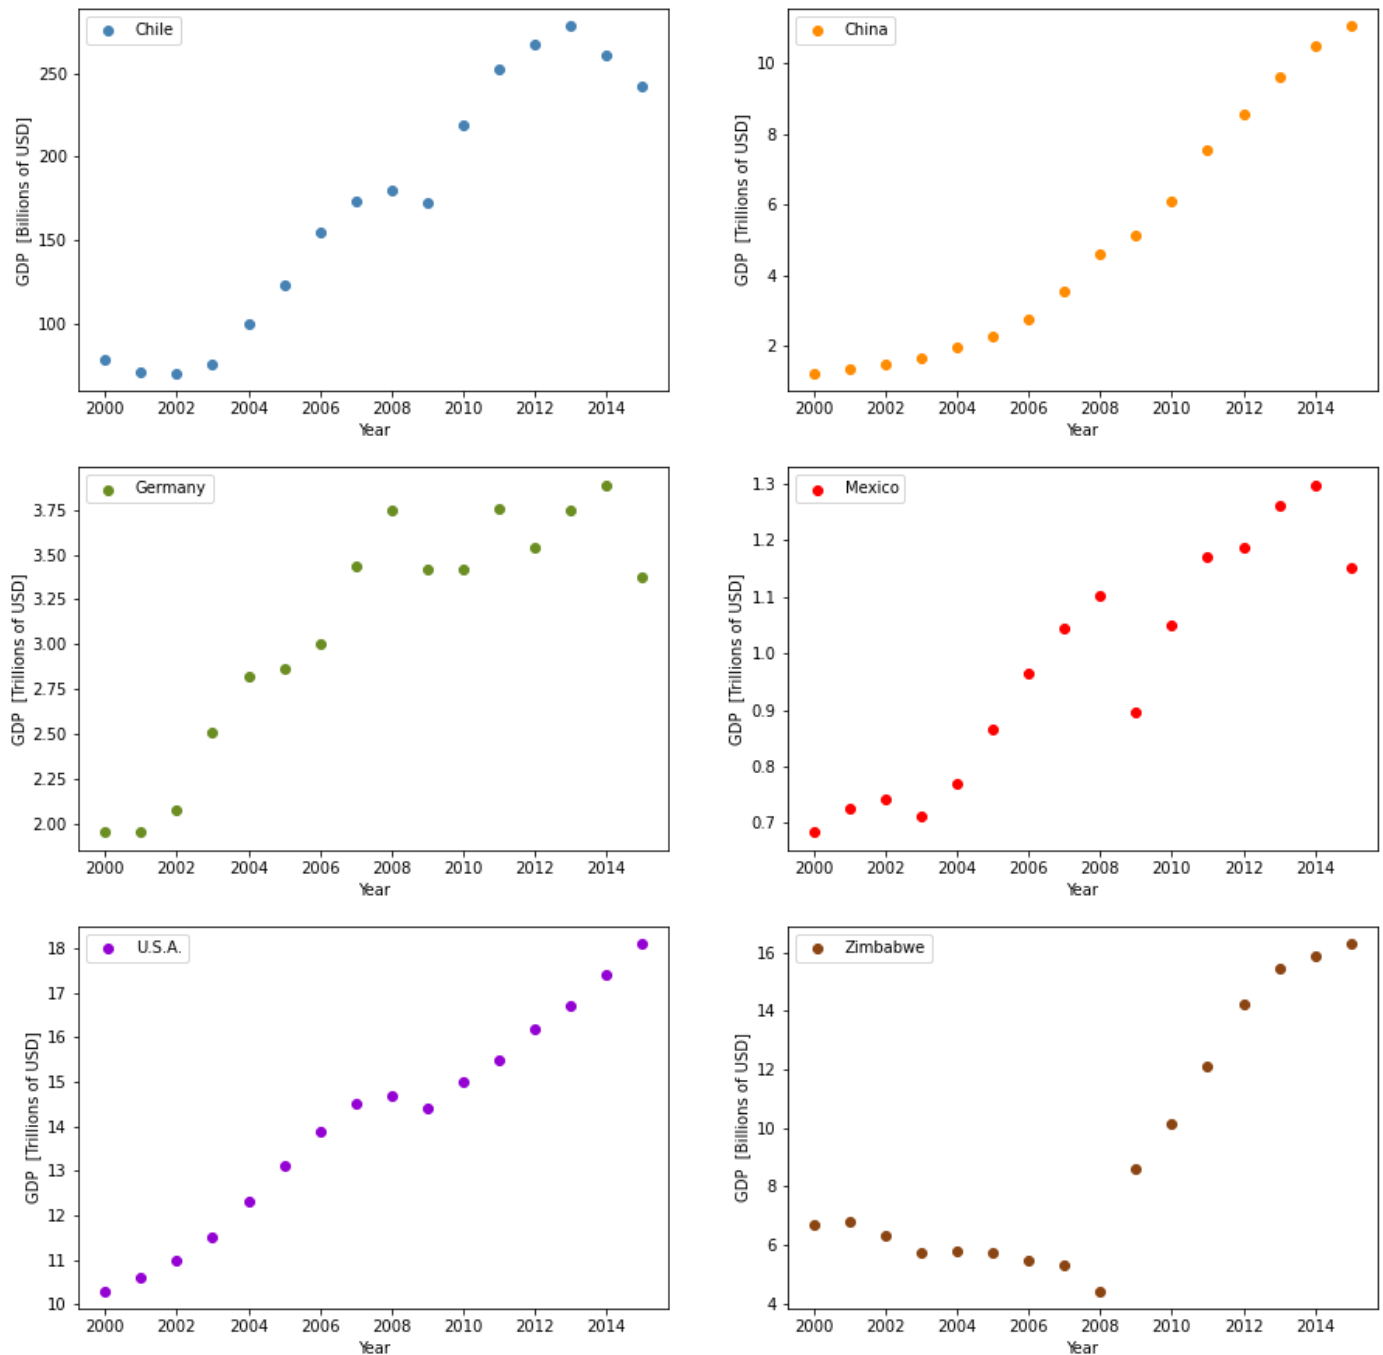 Chile
GDP  [Billions of USD]
250
200
150
100
2000 2002 2004 2006 2008 2010 2012 2014
Year
China
GDP  [Trillions of USD]
10
8
6
4
2
2000 2002 2004 2006 2008 2010 2012 2014
Year
Germany
GDP  [Trillions of USD]
3.75
3.50
3.25
3.00
2.75
2.50
2.25
2.00
2000 2002 2004 2006 2008 2010 2012 2014
Year
Mexico
GDP  [Trillions of USD]
1.3
1.2
1.1
1.0
0.9
0.8
0.7
2000 2002 2004 2006 2008 2010 2012 2014
Year
U.S.A.
GDP  [Trillions of USD]
18
17
16
15
14
13
12
11
10
2000 2002 2004 2006 2008 2010 2012 2014
Year
Zimbabwe
GDP  [Billions of USD]
16
14
12
10
8
6
4
2000 2002 2004 2006 2008 2010 2012 2014
Year